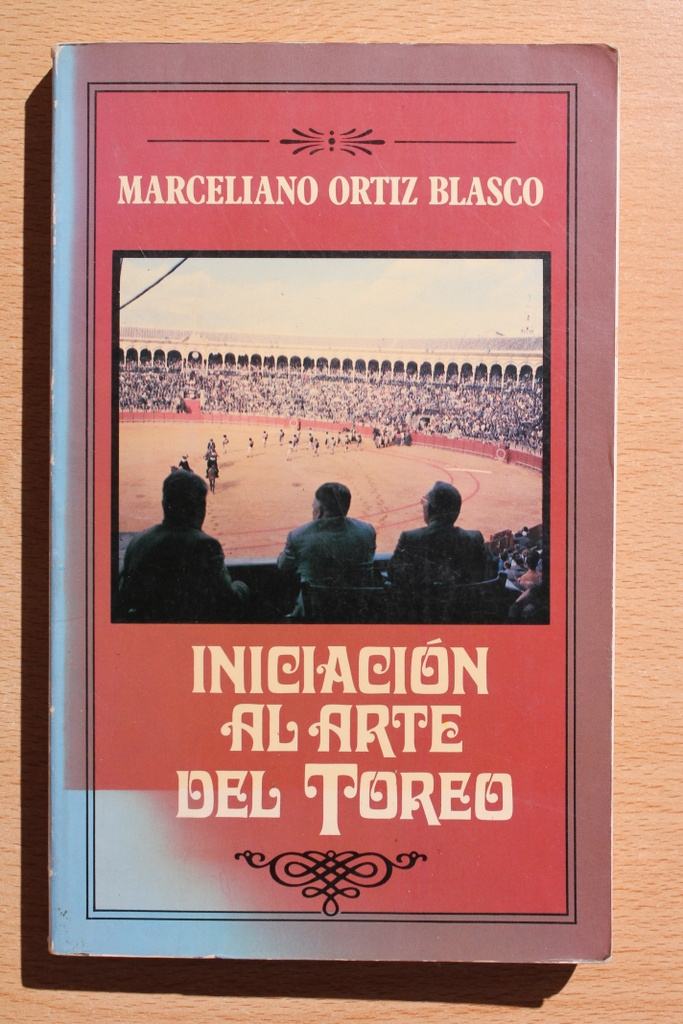 MARCELIANO ORTIZ BLASCO
INICIACIÓN
AL ARTE
DEL TOREO